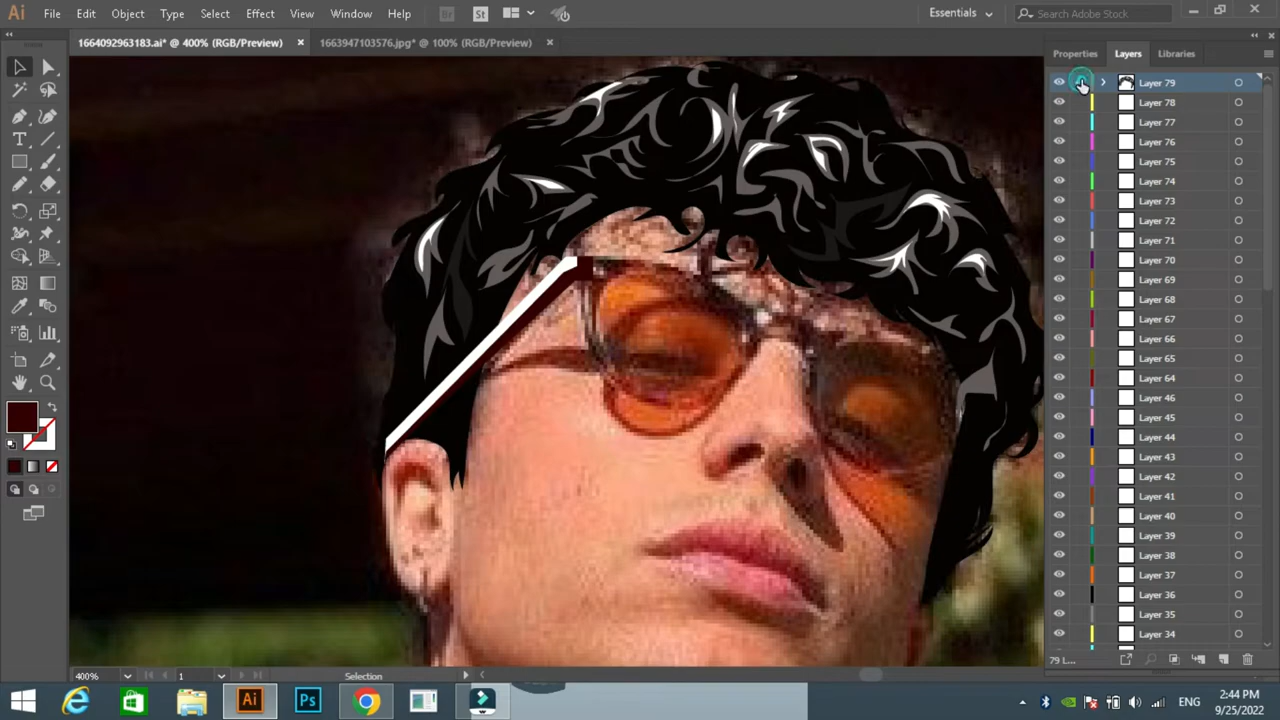 Ai File Edit Object Type Select Effect View Window Help Br St Essentials Search Adobe Stock
1664092963183.ai* @ 400% (RGB/Preview) × 1663947103576.jpg* @ 100% (RGB/Preview) ×
Properties Layers Libraries
Layer 79
Layer 78
Layer 77
Layer 76
Layer 75
Layer 74
Layer 73
Layer 72
Layer 71
Layer 70
Layer 69
Layer 68
Layer 67
Layer 66
Layer 65
Layer 64
Layer 46
Layer 45
Layer 44
Layer 43
Layer 42
Layer 41
Layer 40
Layer 39
Layer 38
Layer 37
Layer 36
Layer 35
Layer 34
79 L...
400% 1 Selection
Ai Ps ENG 2:44 PM
9/25/2022